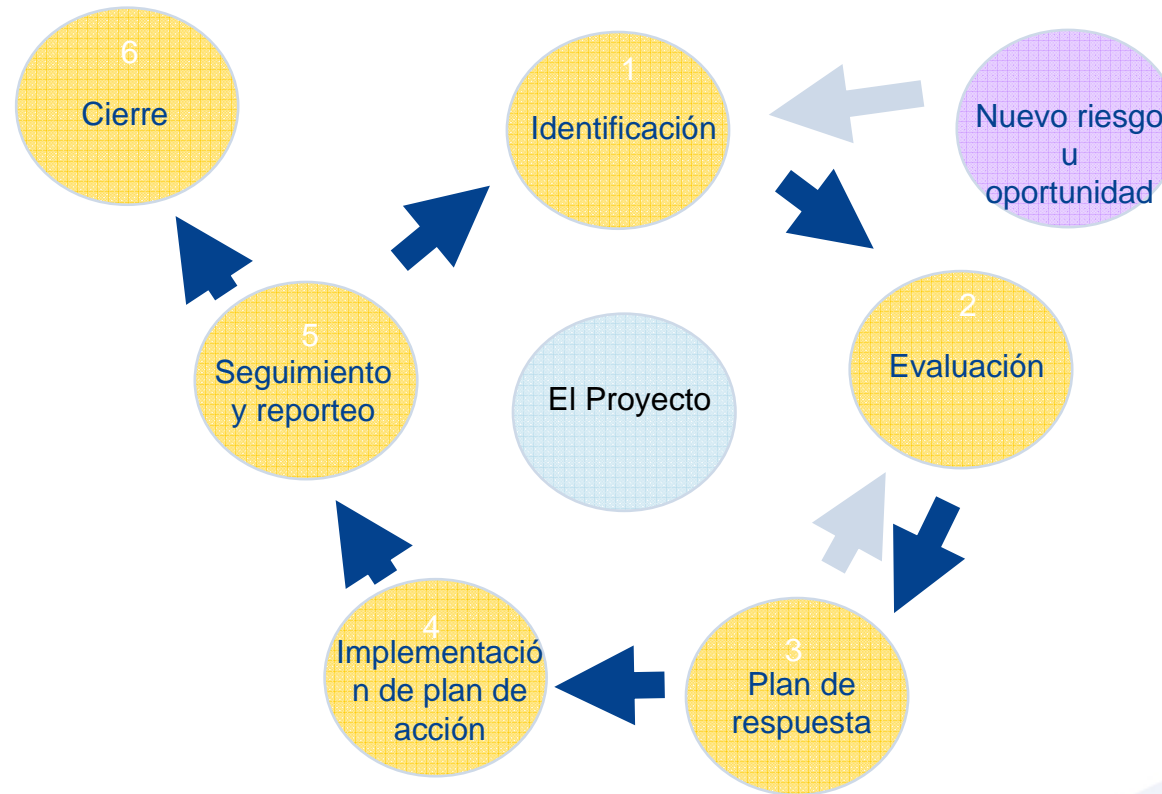 6
Cierre
1
Identificación
Nuevo riesgo
u
oportunidad
2
Evaluación
5
Seguimiento
y reporteo
El Proyecto
4
Implementació
n de plan de
acción
3
Plan de
respuesta